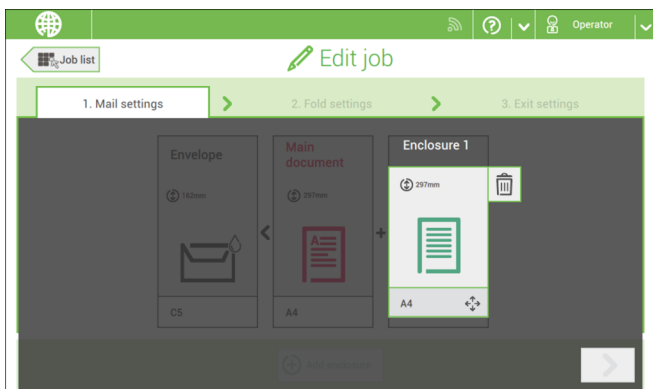 Operator
Job list
Edit job
1. Mail settings
2. Fold settings
3. Exit settings
Envelope
Main
document
Enclosure 1
162mm
297mm
297mm
C5
A4
A4
Add enclosure